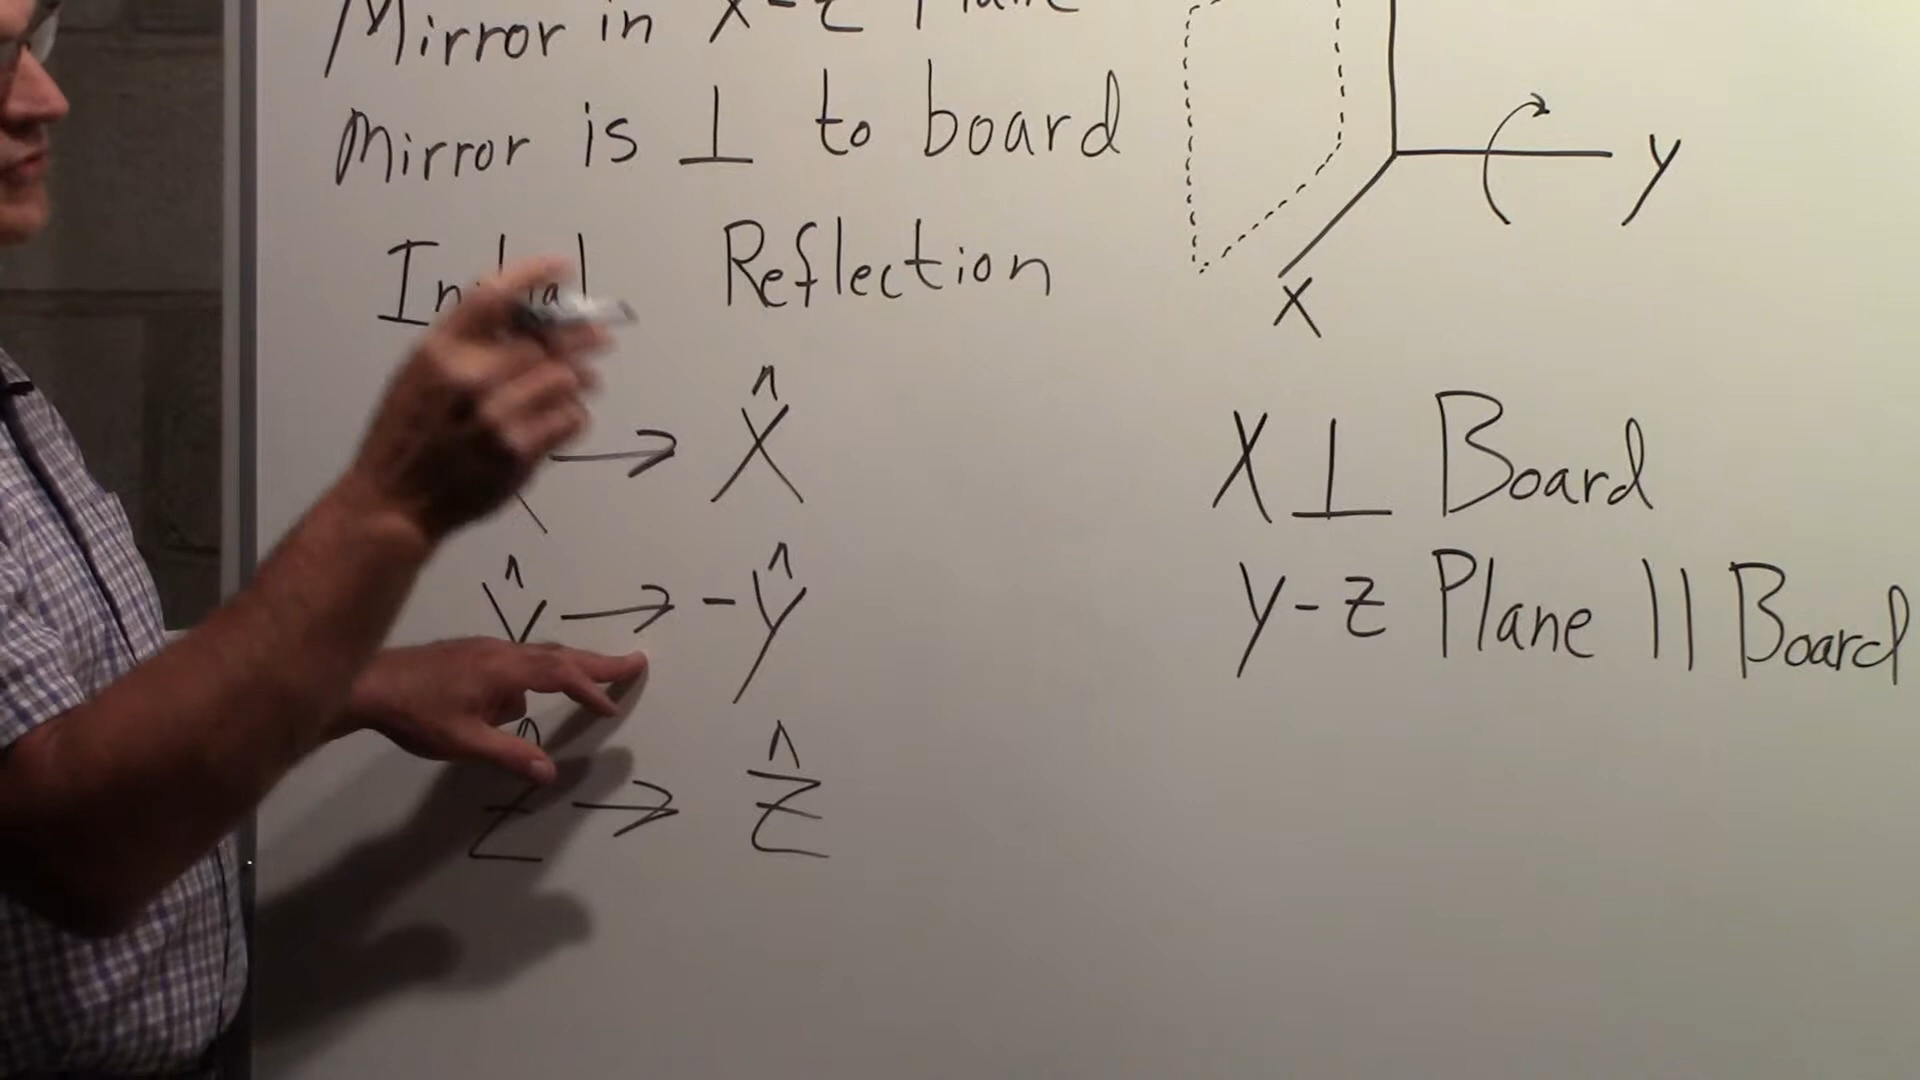 Mirror in X-Z Plane
Mirror is ⊥ to board
Initial Reflection
→ X̂
Ŷ → -Ŷ
Ẑ → Ẑ
y
X
X ⊥ Board
Y-Z Plane || Board